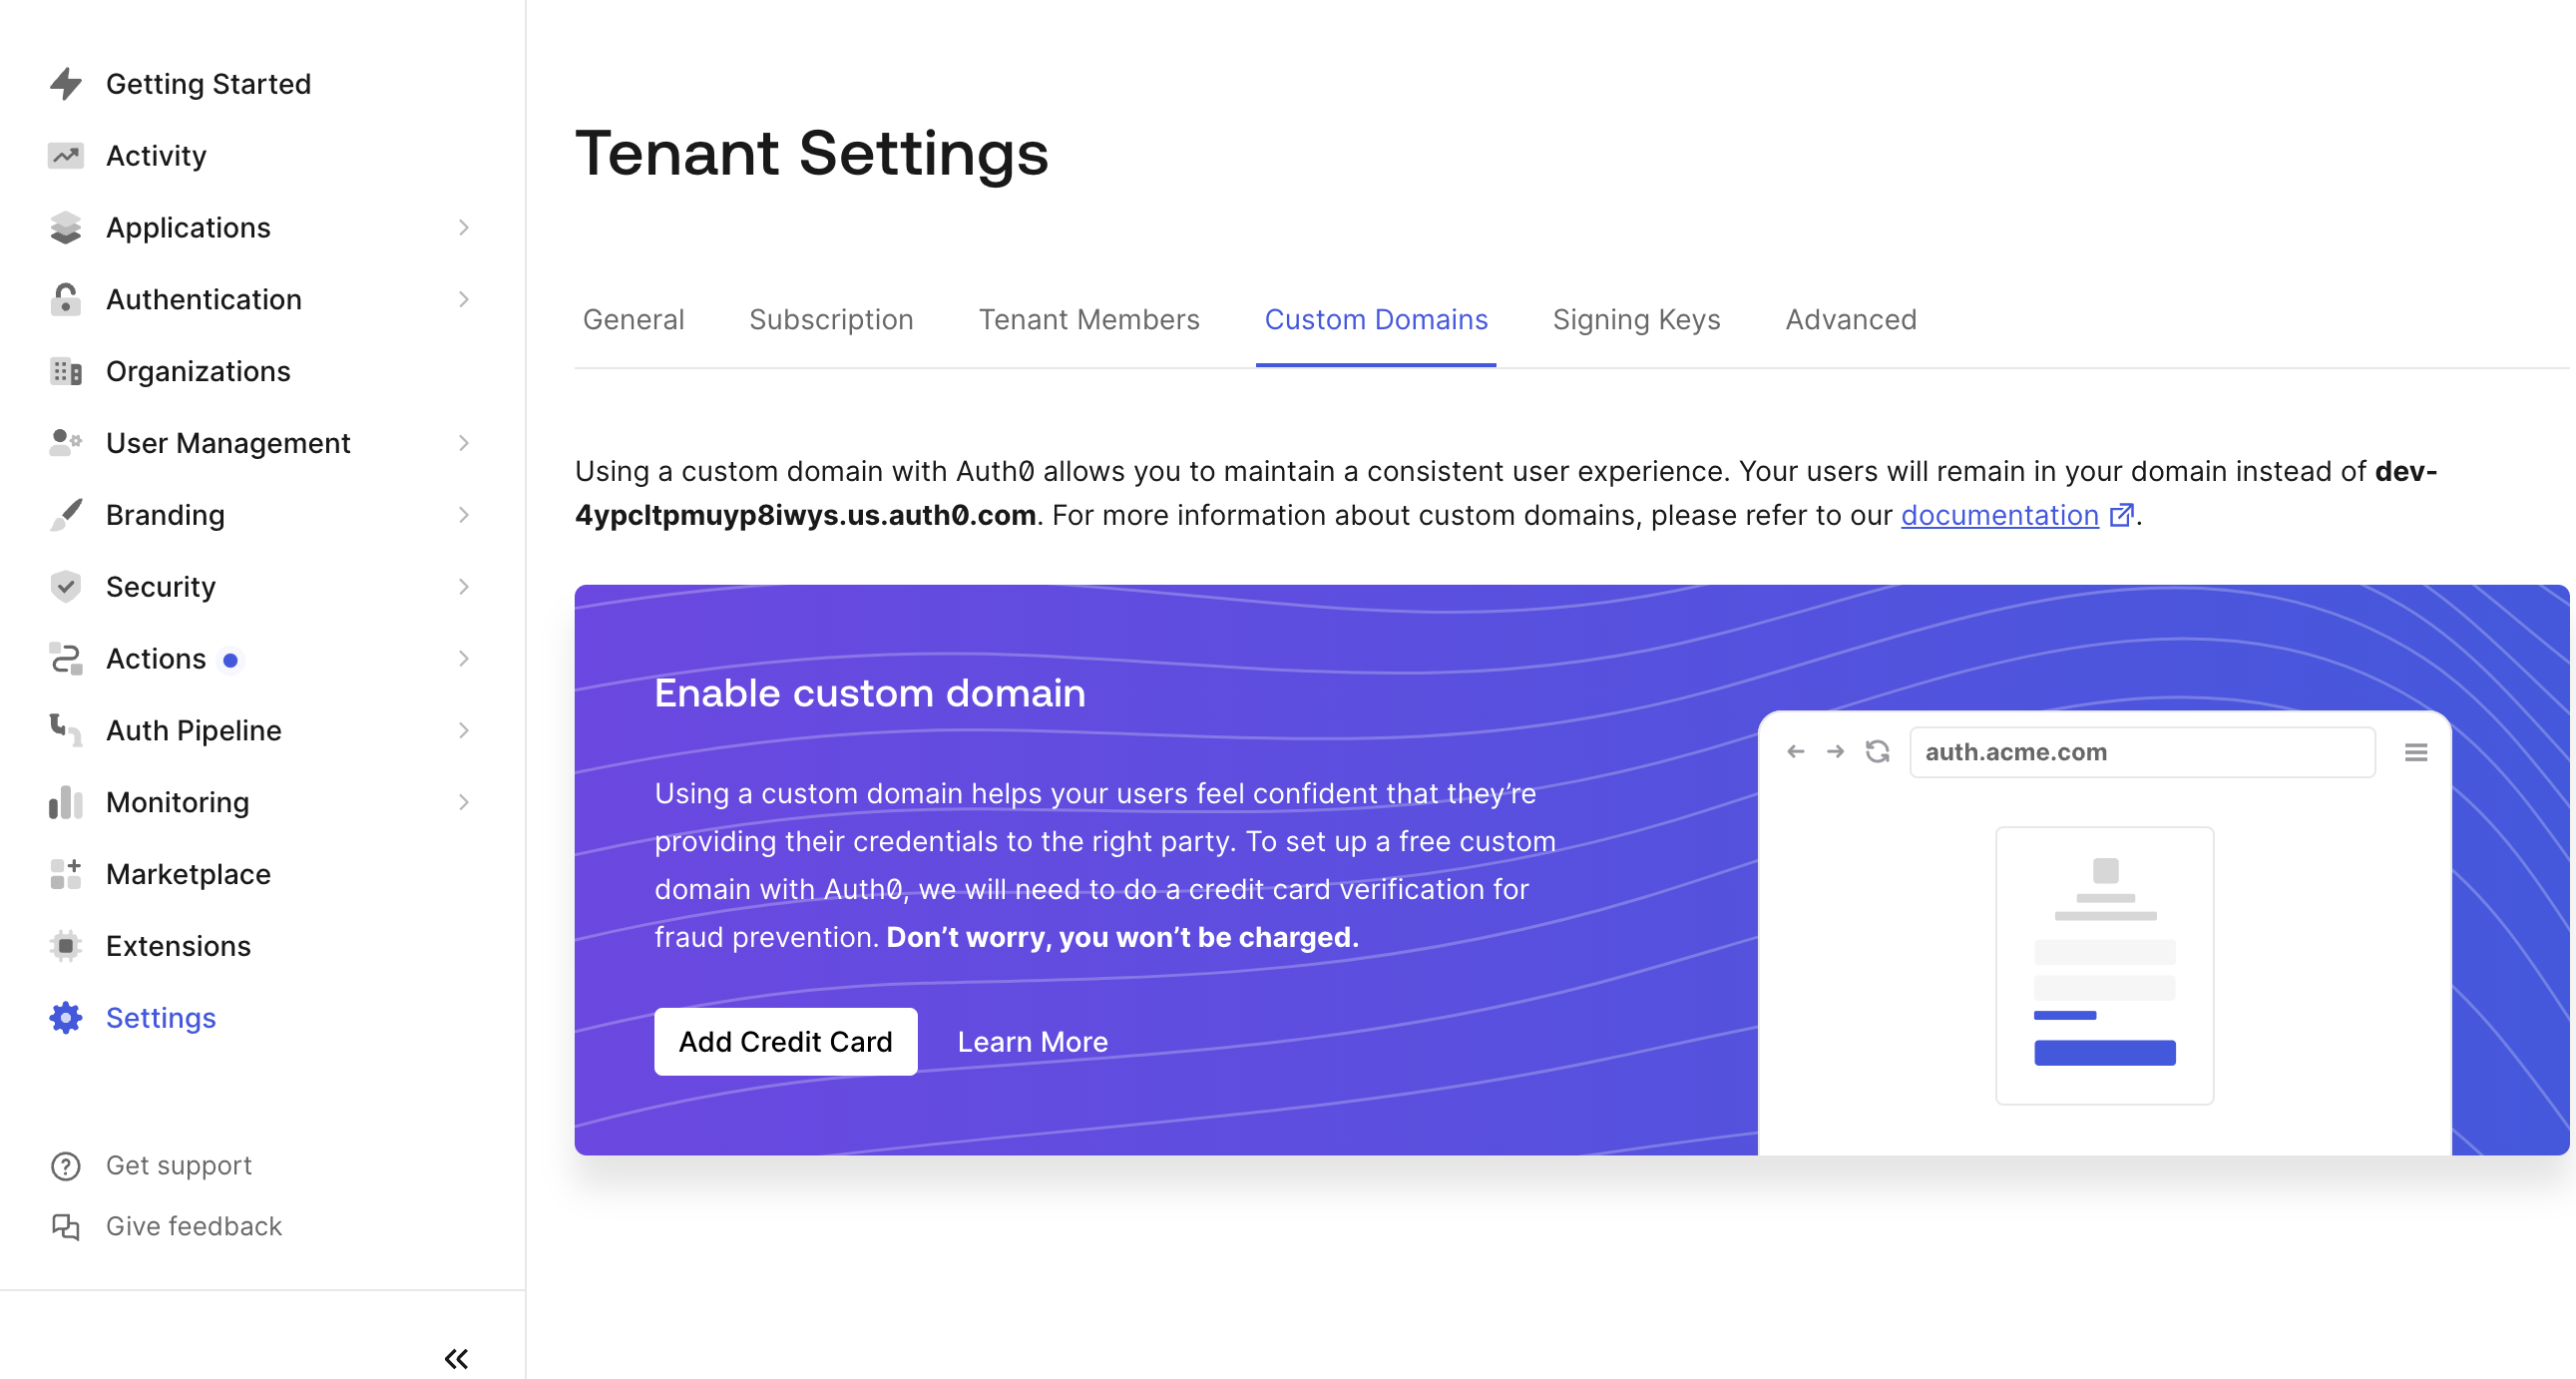 Getting Started
Activity
Applications
Authentication
Organizations
User Management
Branding
Security
Actions
Auth Pipeline
Monitoring
Marketplace
Extensions
Settings
Get support
Give feedback
Tenant Settings
General
Subscription
Tenant Members
Custom Domains
Signing Keys
Advanced
Using a custom domain with Auth0 allows you to maintain a consistent user experience. Your users will remain in your domain instead of dev-
4ypcltpmuyp8iwys.us.auth0.com. For more information about custom domains, please refer to our documentation.
Enable custom domain
Using a custom domain helps your users feel confident that they’re
providing their credentials to the right party. To set up a free custom
domain with Auth0, we will need to do a credit card verification for
fraud prevention. Don’t worry, you won’t be charged.
Add Credit Card
Learn More
auth.acme.com